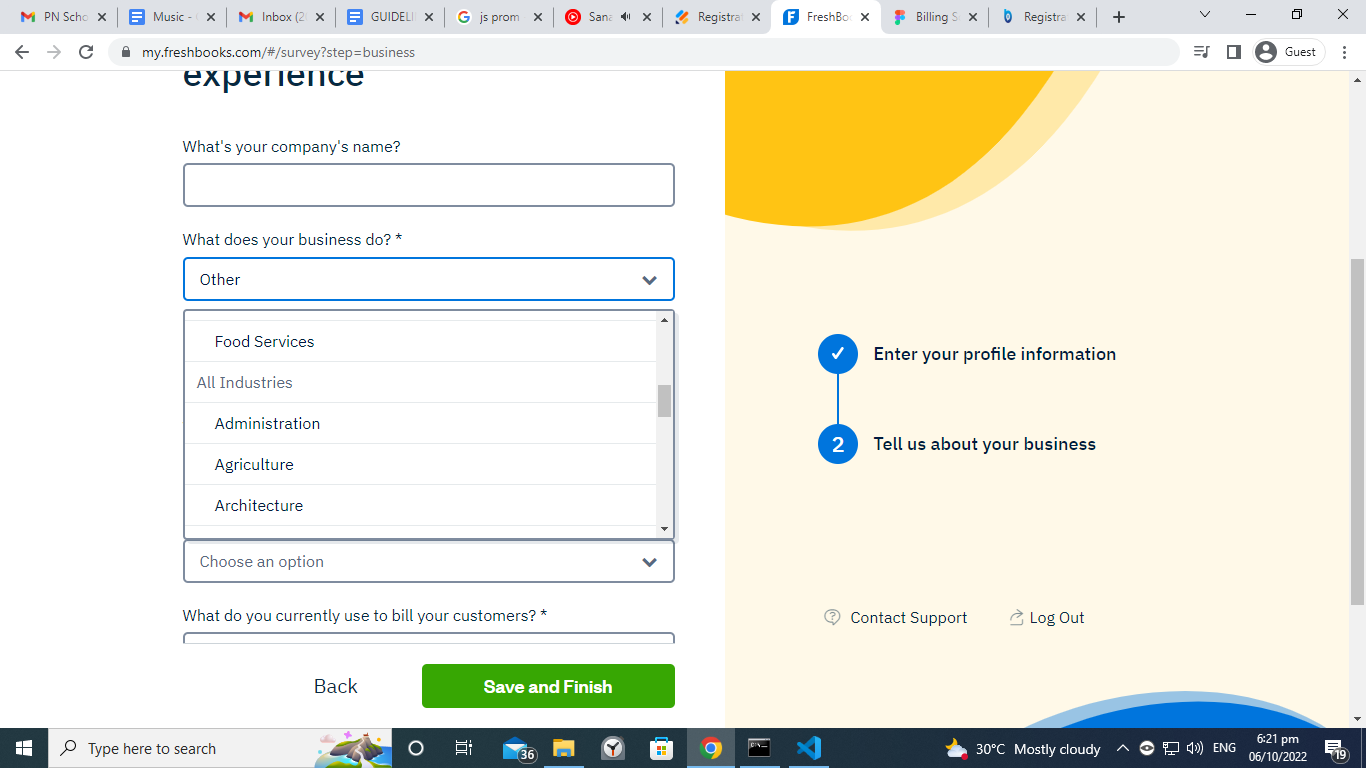 PN Scho
Music -
Inbox (2
GUIDELI
js prom
Sana
Registra
FreshBo
Billing S
Registra
my.freshbooks.com/#/survey?step=business
Guest
experience
What's your company's name?
What does your business do? *
Other
Food Services
All Industries
Administration
Agriculture
Architecture
Choose an option
What do you currently use to bill your customers? *
Back
Save and Finish
Enter your profile information
2
Tell us about your business
Contact Support
Log Out
Type here to search
36
30°C Mostly cloudy
ENG
6:21 pm
06/10/2022
19